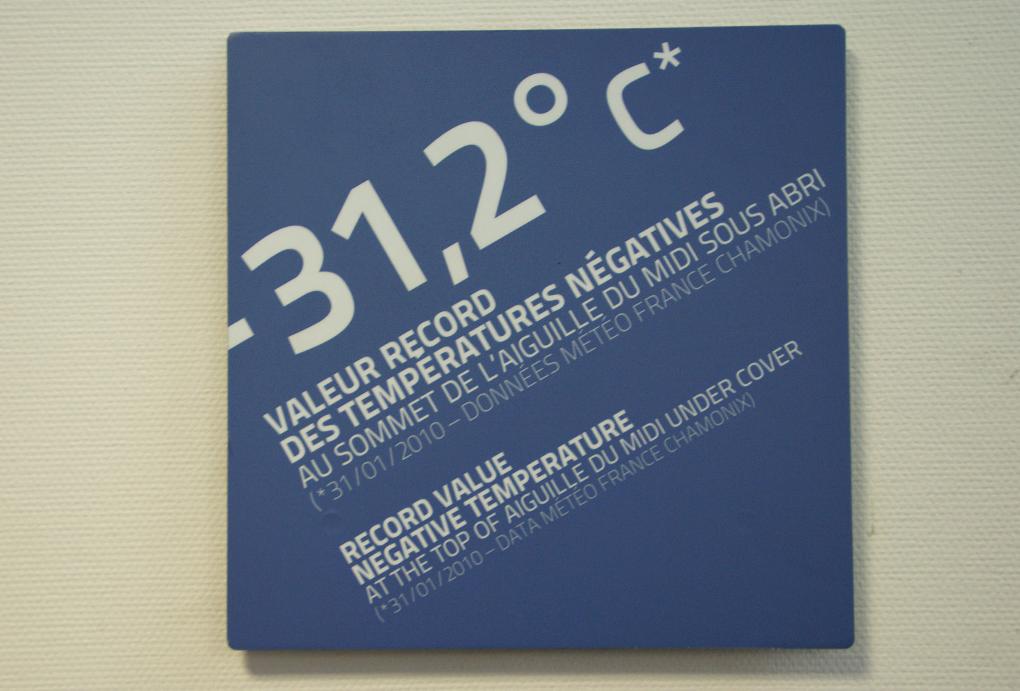 -31,2°C*
VALEUR RECORD
DES TEMPÉRATURES NÉGATIVES
AU SOMMET DE L'AIGUILLE DU MIDI SOUS ABRI
(*31/01/2010 – DONNÉES MÉTEO FRANCE CHAMONIX)
RECORD VALUE
NEGATIVE TEMPERATURE
AT THE TOP OF AIGUILLE DU MIDI UNDER COVER
(*31/01/2010 – DATA MÉTEO FRANCE CHAMONIX)